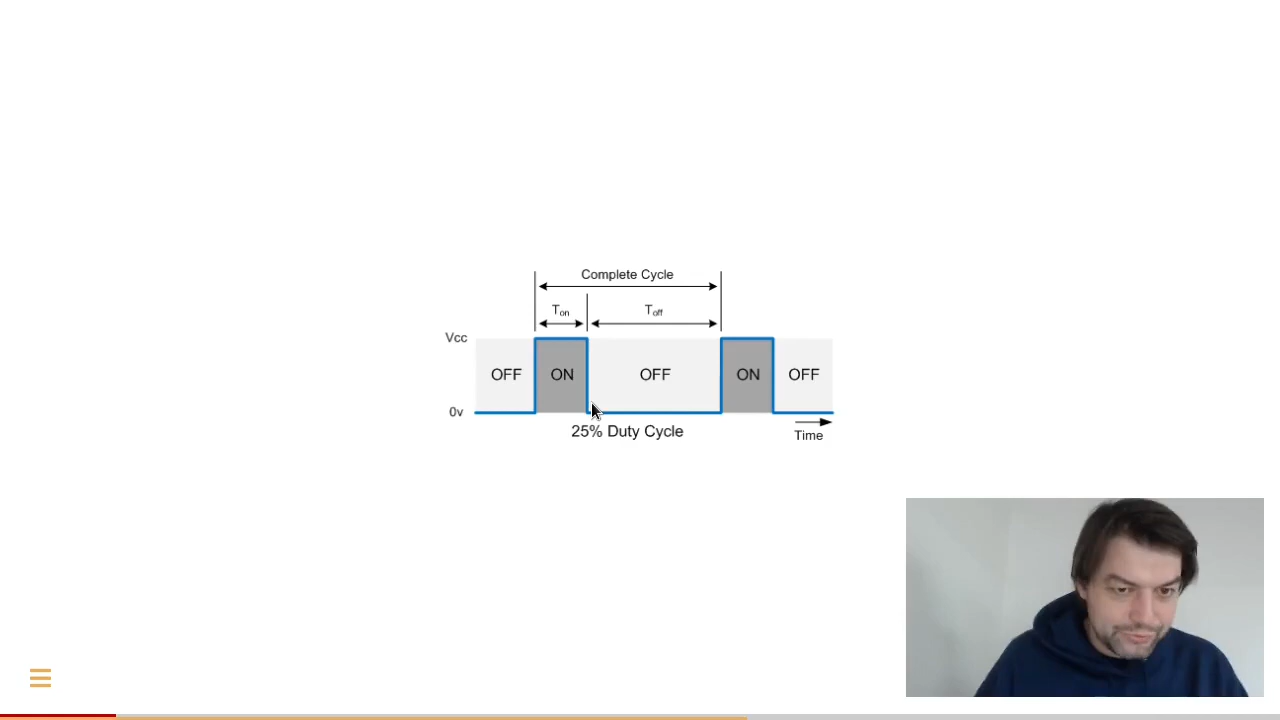 Complete Cycle
Ton Toff
Vcc
OFF ON OFF ON OFF
0v
25% Duty Cycle
Time